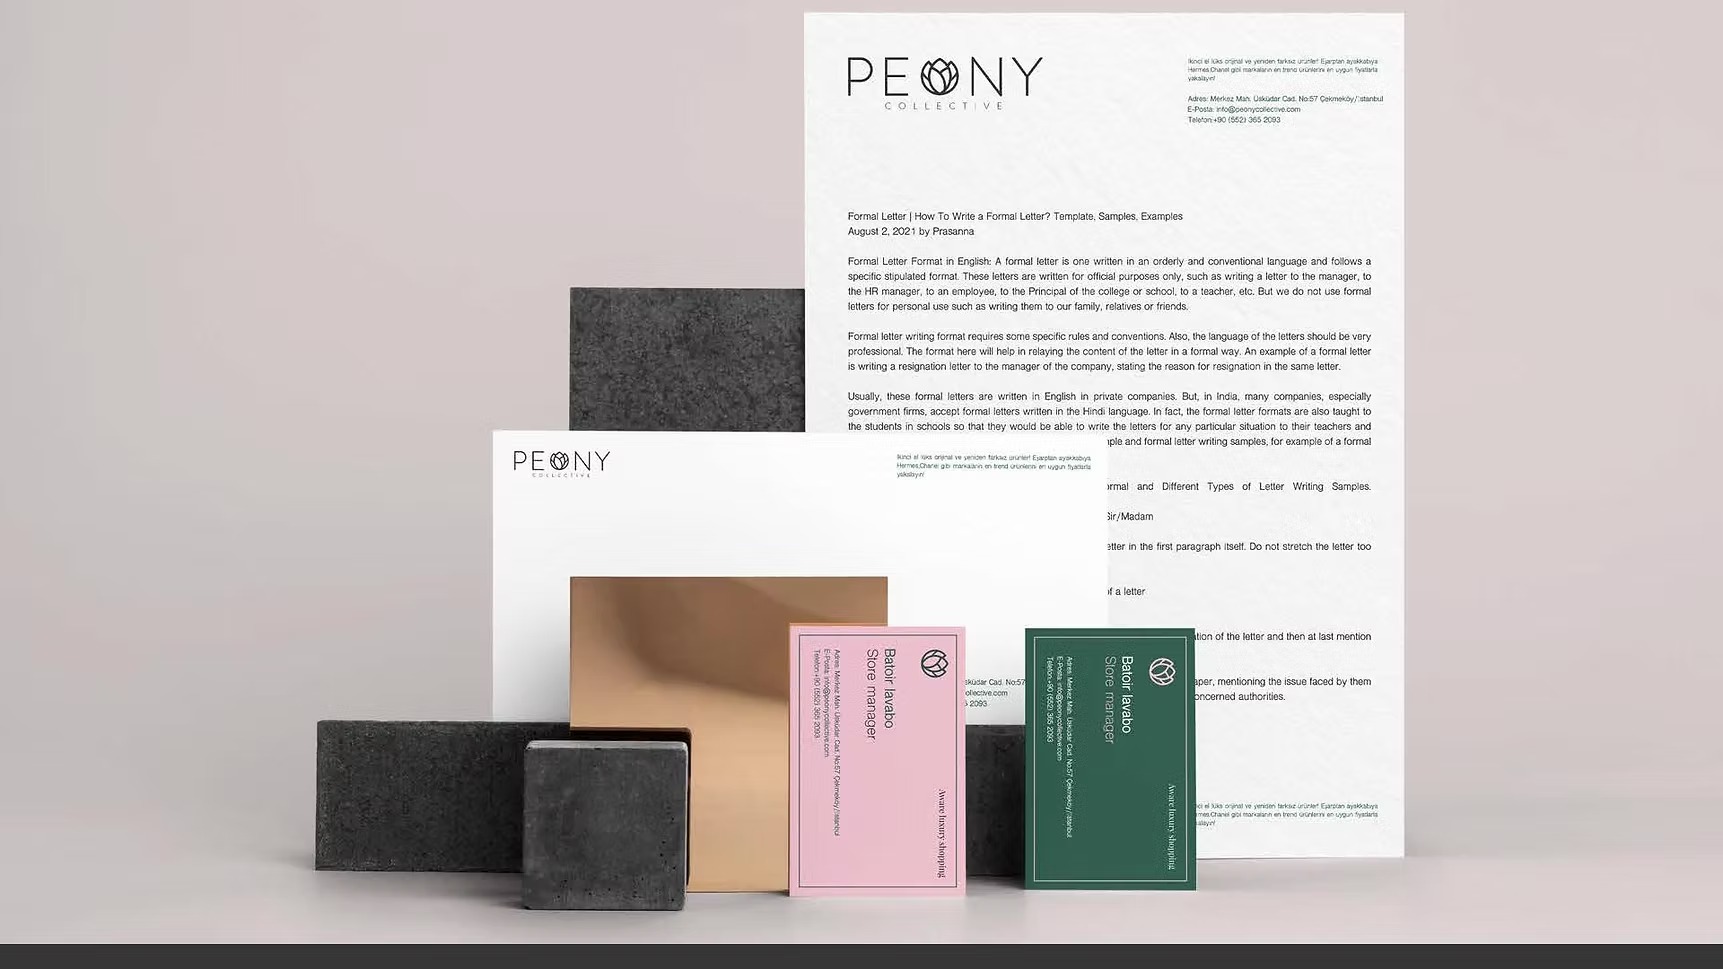 PEONY
COLLECTIVE
İkinci el lüks orijinal ve yeniden farksız ürünler! Eşarptan ayakkabıya
Hermes,Chanel gibi markaların en trend ürünlerini en uygun fiyatlarla
yakalayın!
Adres: Merkez Mah. Üsküdar Cad. No:57 Çekmeköy/İstanbul
E-Posta: info@peonycollective.com
Telefon:+90 (552) 365 2093
Formal Letter | How To Write a Formal Letter? Template, Samples, Examples
August 2, 2021 by Prasanna
Formal Letter Format in English: A formal letter is one written in an orderly and conventional language and follows a
specific stipulated format. These letters are written for official purposes only, such as writing a letter to the manager, to
the HR manager, to an employee, to the Principal of the college or school, to a teacher, etc. But we do not use formal
letters for personal use such as writing them to our family, relatives or friends.
Formal letter writing format requires some specific rules and conventions. Also, the language of the letters should be very
professional. The format here will help in relaying the content of the letter in a formal way. An example of a formal letter
is writing a resignation letter to the manager of the company, stating the reason for resignation in the same letter.
Usually, these formal letters are written in English in private companies. But, in India, many companies, especially
government firms, accept formal letters written in the Hindi language. In fact, the formal letter formats are also taught to
the students in schools so that they would be able to write the letters for any particular situation to their teachers and
ple and formal letter writing samples, for example of a formal
ormal and Different Types of Letter Writing Samples.
Sir/Madam
etter in the first paragraph itself. Do not stretch the letter too
of a letter
ation of the letter and then at last mention
aper, mentioning the issue faced by them
oncerned authorities.
ikinci el lüks orijinal ve yeniden farksız ürünler! Eşarptan ayakkabıya
Hermes,Chanel gibi markaların en trend ürünlerini en uygun fiyatlarla
yakalayın!
PEONY
COLLECTIVE
İkinci el lüks orijinal ve yeniden farksız ürünler! Eşarptan ayakkabıya
Hermes,Chanel gibi markaların en trend ürünlerini en uygun fiyatlarla
yakalayın!
sküdar Cad. No:57
ollective.com
5 2093
Batoir lavabo
Store manager
Adres: Merkez Mah. Üsküdar Cad. No:57 Çekmeköy/İstanbul
E-Posta: info@peonycollective.com
Telefon:+90 (552) 365 2093
Aware luxury shopping
Batoir lavabo
Store manager
Adres: Merkez Mah. Üsküdar Cad. No:57 Çekmeköy/İstanbul
E-Posta: info@peonycollective.com
Telefon:+90 (552) 365 2093
Aware luxury shopping